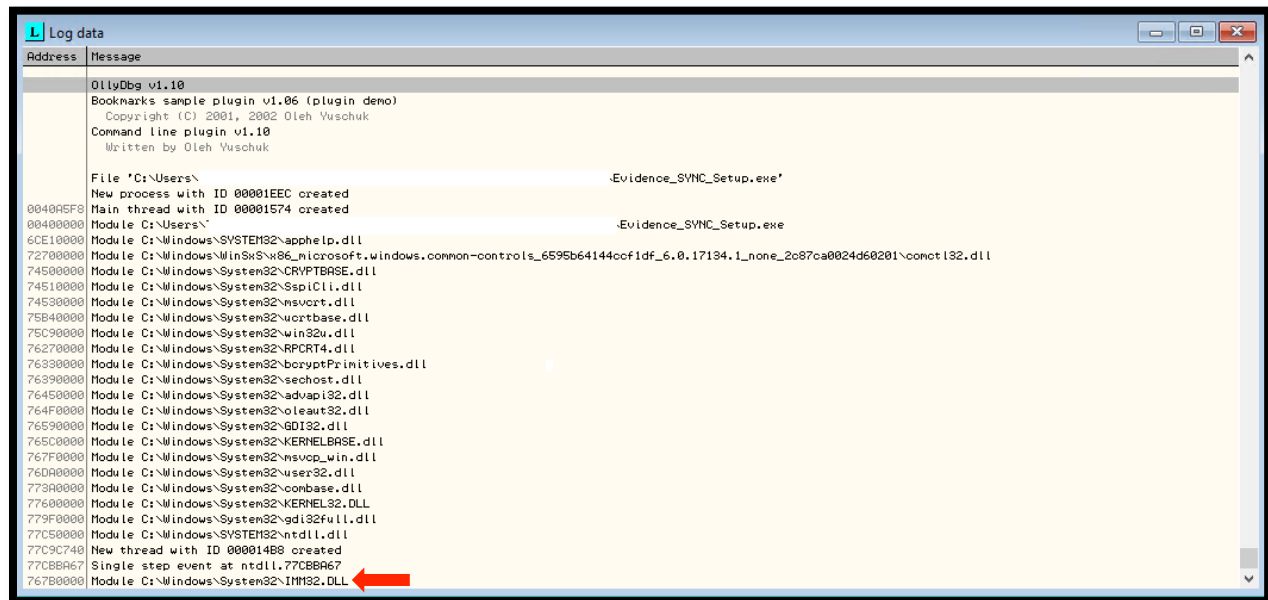 L Log data
Address Message
OllyDbg v1.10
Bookmarks sample plugin v1.06 (plugin demo)
Copyright (C) 2001, 2002 Oleh Yuschuk
Command line plugin v1.10
Written by Oleh Yuschuk
File 'C:\Users\ Evidence_SYNC_Setup.exe'
New process with ID 00001EEC created
0040A5F8 Main thread with ID 00001574 created
00400000 Module C:\Users\ Evidence_SYNC_Setup.exe
6CE10000 Module C:\Windows\SYSTEM32\apphelp.dll
72700000 Module C:\Windows\WinSxS\x86_microsoft.windows.common-controls_6595b64144ccf1df_6.0.17134.1_none_2c87ca0024d60201\comctl32.dll
74500000 Module C:\Windows\System32\CRYPTBASE.dll
74510000 Module C:\Windows\System32\SspiCli.dll
74530000 Module C:\Windows\System32\msvcrt.dll
75B40000 Module C:\Windows\System32\ucrtbase.dll
75C90000 Module C:\Windows\System32\win32u.dll
76270000 Module C:\Windows\System32\RPCRT4.dll
76330000 Module C:\Windows\System32\bcryptPrimitives.dll
76390000 Module C:\Windows\System32\sechost.dll
76450000 Module C:\Windows\System32\advapi32.dll
764F0000 Module C:\Windows\System32\oleaut32.dll
76590000 Module C:\Windows\System32\GDI32.dll
765C0000 Module C:\Windows\System32\KERNELBASE.dll
767F0000 Module C:\Windows\System32\msvcp_win.dll
76DA0000 Module C:\Windows\System32\user32.dll
773A0000 Module C:\Windows\System32\combase.dll
77600000 Module C:\Windows\System32\KERNEL32.DLL
779F0000 Module C:\Windows\System32\gdi32full.dll
77C50000 Module C:\Windows\SYSTEM32\ntdll.dll
77C9C740 New thread with ID 000014B8 created
77CBBA67 Single step event at ntdll.77CBBA67
767B0000 Module C:\Windows\System32\IMM32.DLL